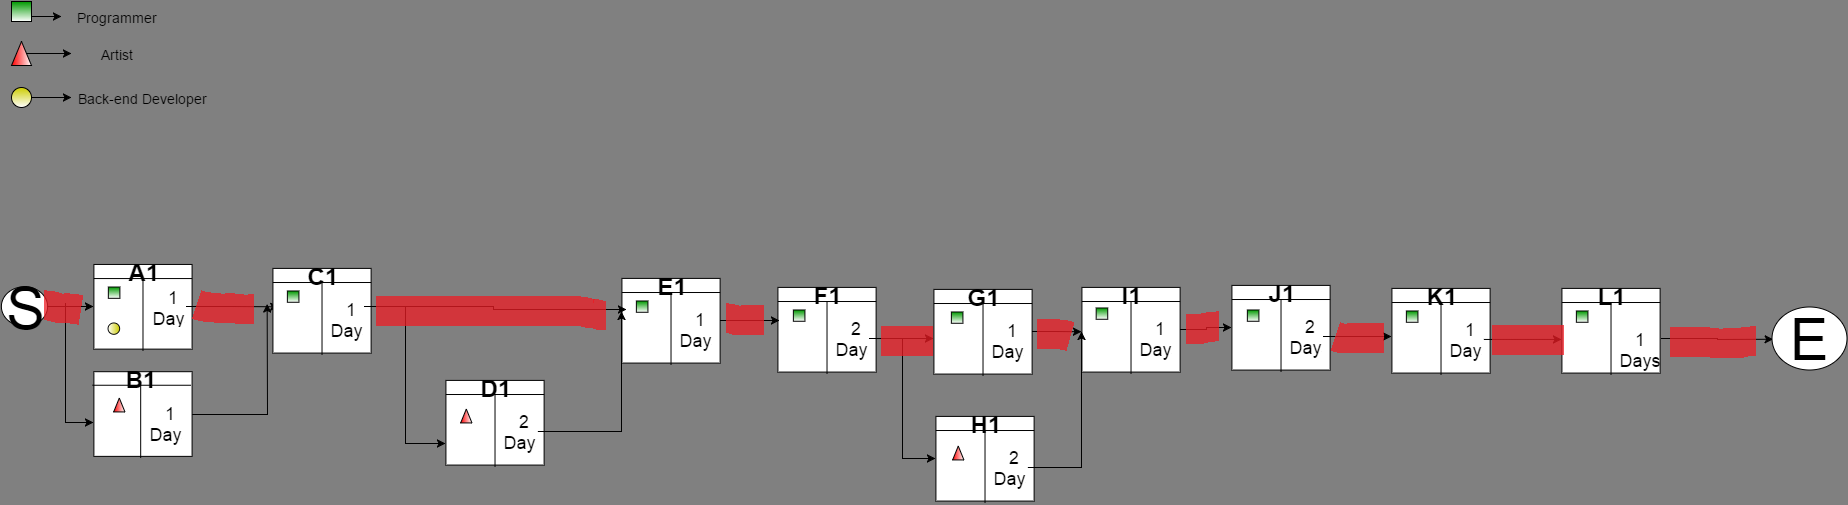 Programmer
Artist
Back-end Developer
S
A1
1
Day
B1
1
Day
C1
1
Day
D1
2
Day
E1
1
Day
F1
2
Day
G1
1
Day
H1
2
Day
I1
1
Day
J1
2
Day
K1
1
Day
L1
1
Days
E